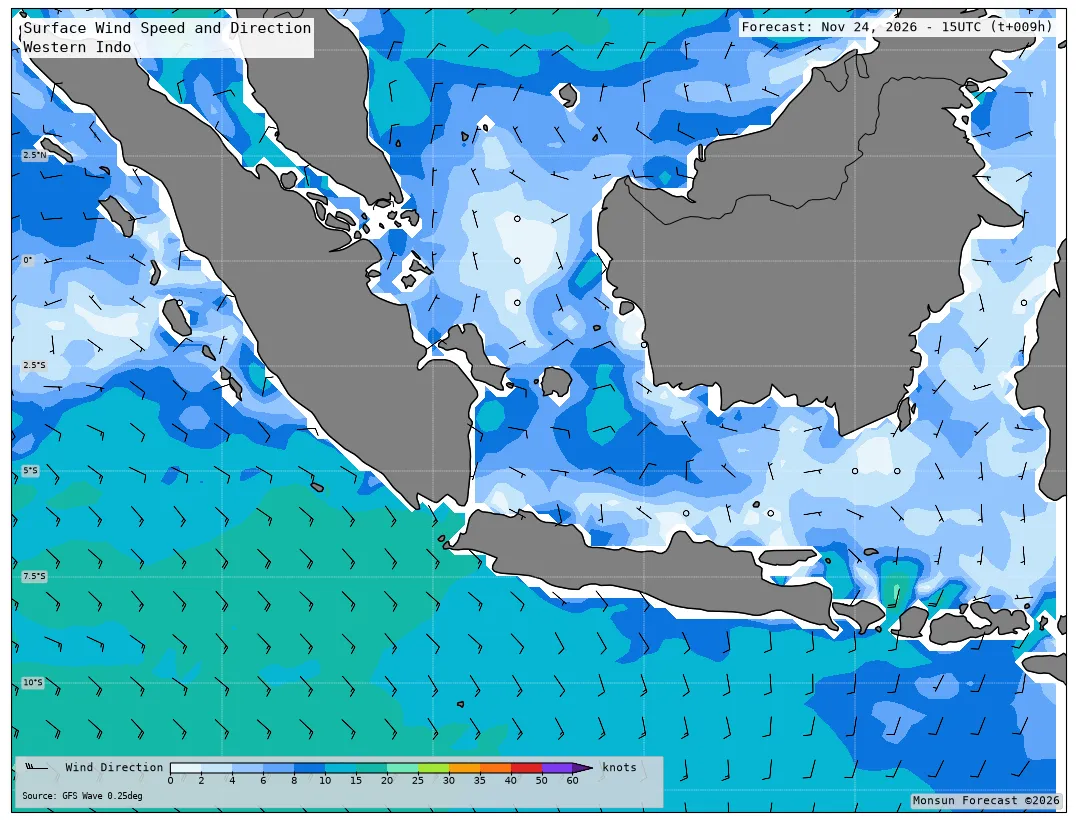 Surface Wind Speed and Direction
Western Indo
Forecast: Nov 24, 2026 - 15UTC (t+009h)
2.5°N
0°
2.5°S
5°S
7.5°S
10°S
Wind Direction
0 2 4 6 8 10 15 20 25 30 35 40 50 60
knots
Source: GFS Wave 0.25deg
Monsun Forecast ©2026